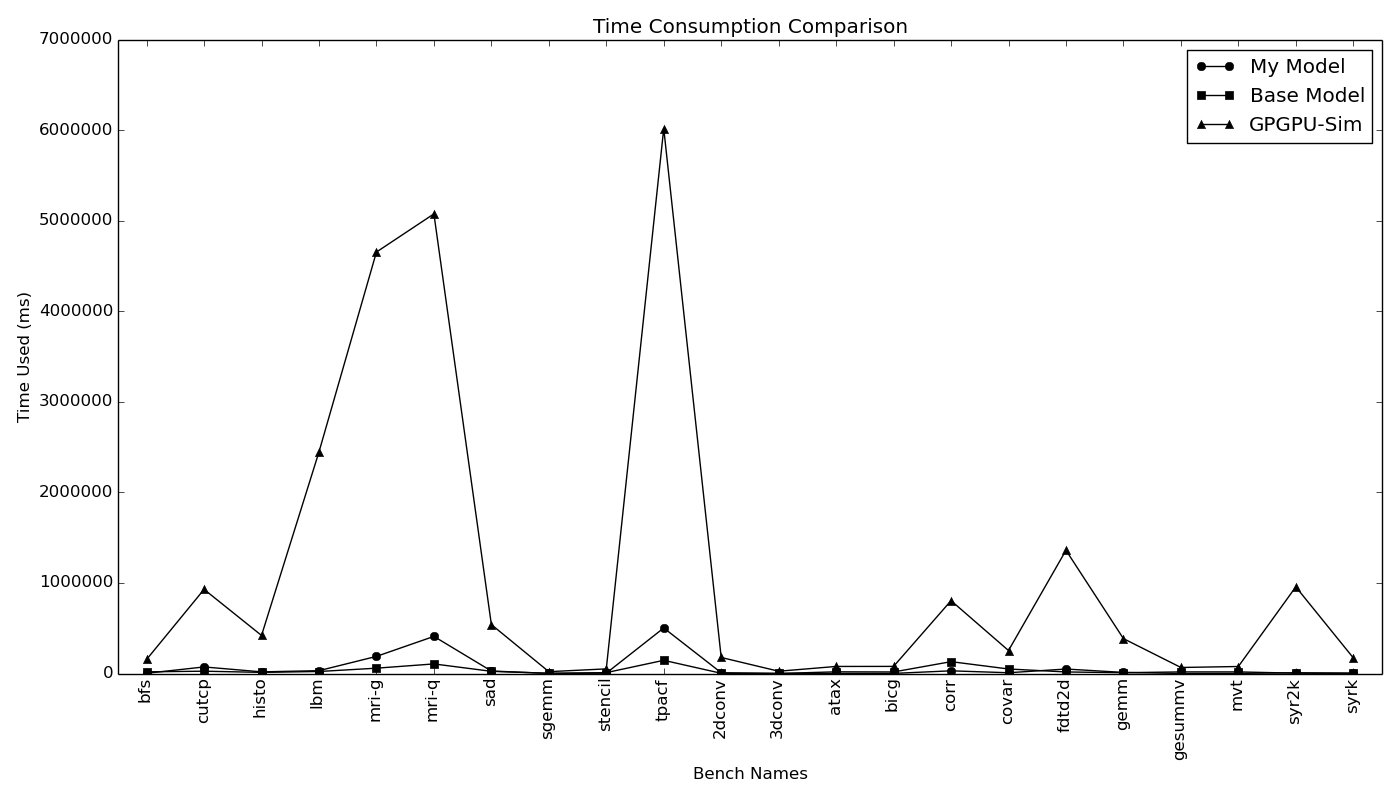 Time Consumption Comparison
7000000
6000000
5000000
4000000
3000000
2000000
1000000
0
Time Used (ms)
My Model
Base Model
GPGPU-Sim
bfs
cutcp
histo
lbm
mri-g
mri-q
sad
sgemm
stencil
tpacf
2dconv
3dconv
atax
bicg
corr
covar
fdtd2d
gemm
gesummv
mvt
syr2k
syrk
Bench Names